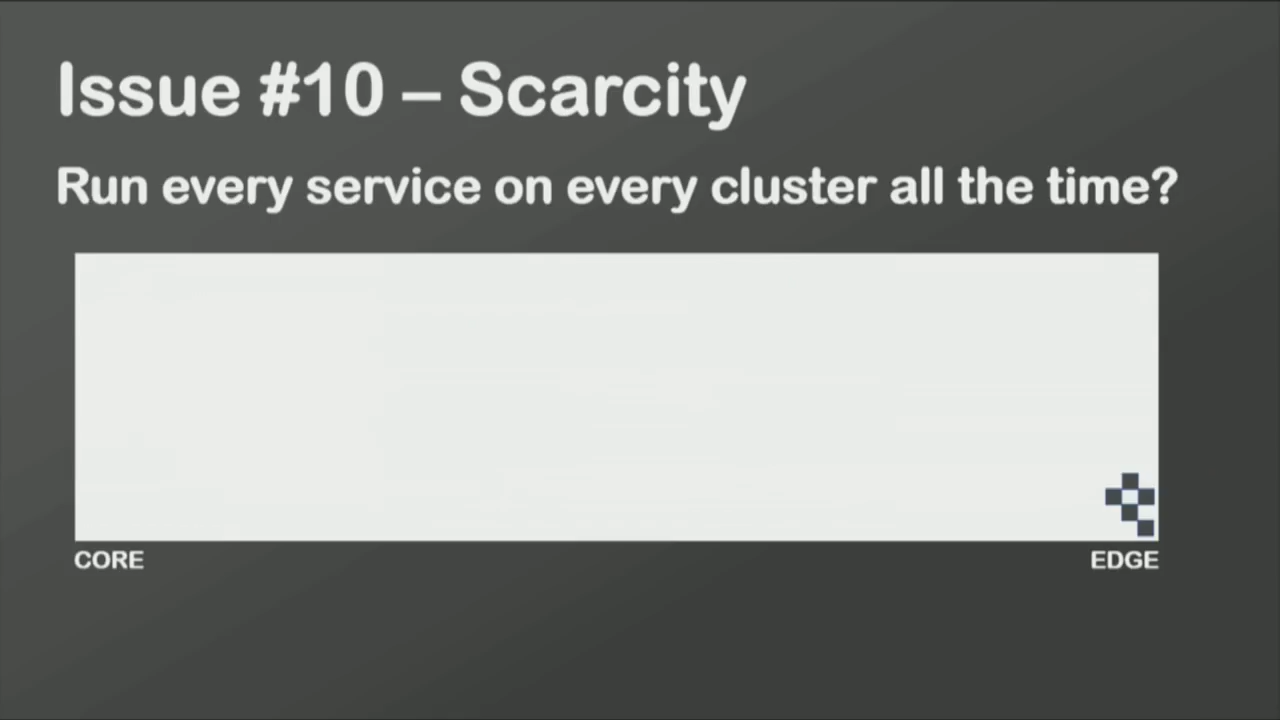 Issue #10 – Scarcity
Run every service on every cluster all the time?
CORE
EDGE